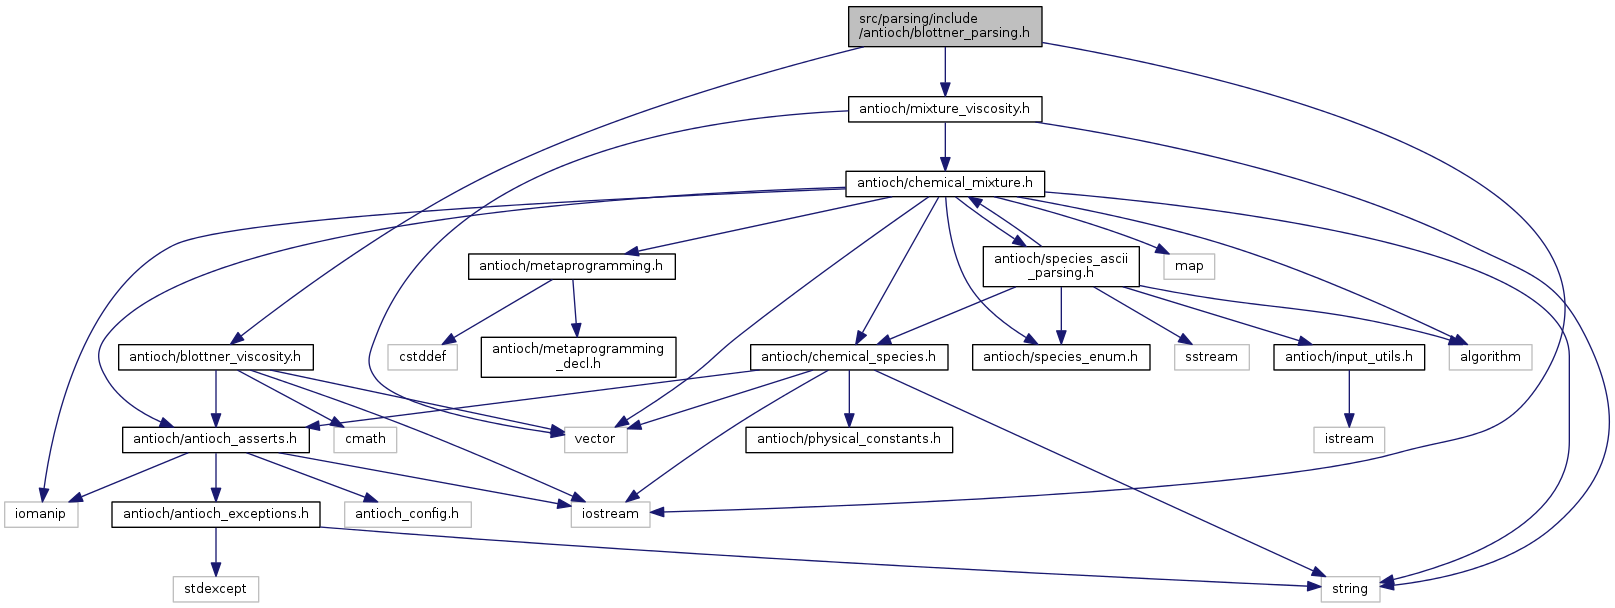 src/parsing/include
/antioch/blottner_parsing.h
antioch/mixture_viscosity.h
antioch/chemical_mixture.h
antioch/metaprogramming.h
antioch/species_ascii
_parsing.h
map
antioch/blottner_viscosity.h
cstddef
antioch/metaprogramming
_decl.h
antioch/chemical_species.h
antioch/species_enum.h
sstream
antioch/input_utils.h
algorithm
antioch/antioch_asserts.h
cmath
vector
antioch/physical_constants.h
istream
iomanip
antioch/antioch_exceptions.h
antioch_config.h
iostream
stdexcept
string